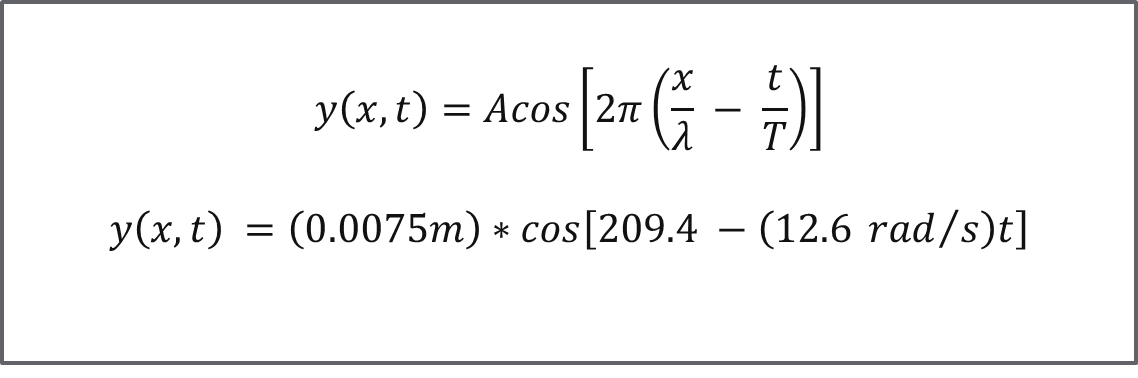 y(x, t) = Acos [2π (x/λ − t/T)]
y(x, t) = (0.0075m) ∗ cos[209.4 − (12.6 rad/s)t]